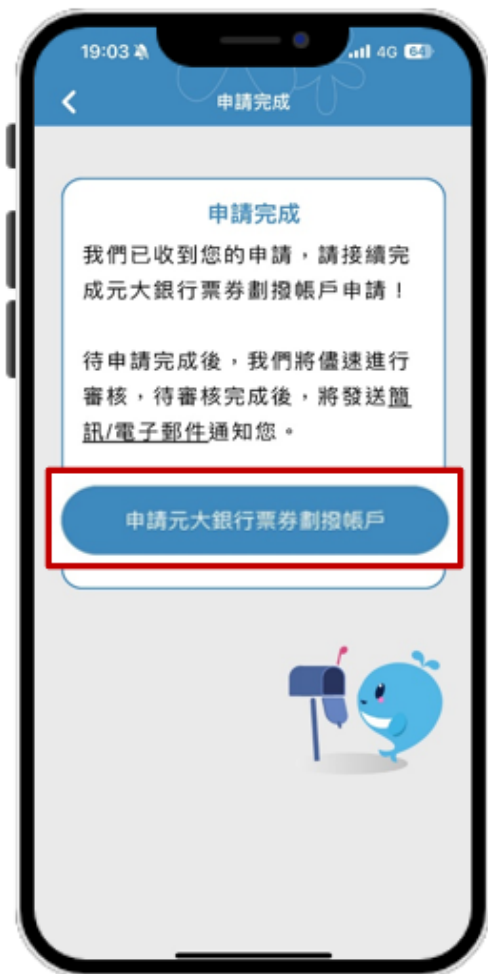 19:03 4G 64
申請完成
申請完成
我們已收到您的申請，請接續完
成元大銀行票券劃撥帳戶申請！
待申請完成後，我們將儘速進行
審核，待審核完成後，將發送簡
訊/電子郵件通知您。
申請元大銀行票券劃撥帳戶